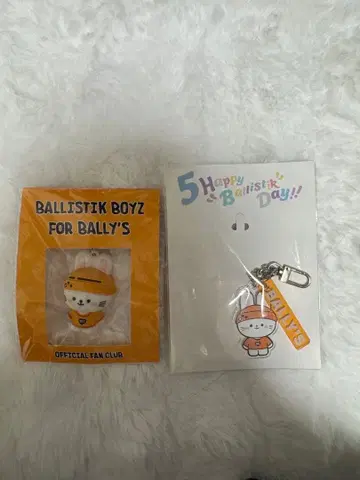 BALLISTIK BOYZ
FOR BALLY'S
OFFICIAL FAN CLUB
5 Happy
Ballistik
Day!!
BALLY'S